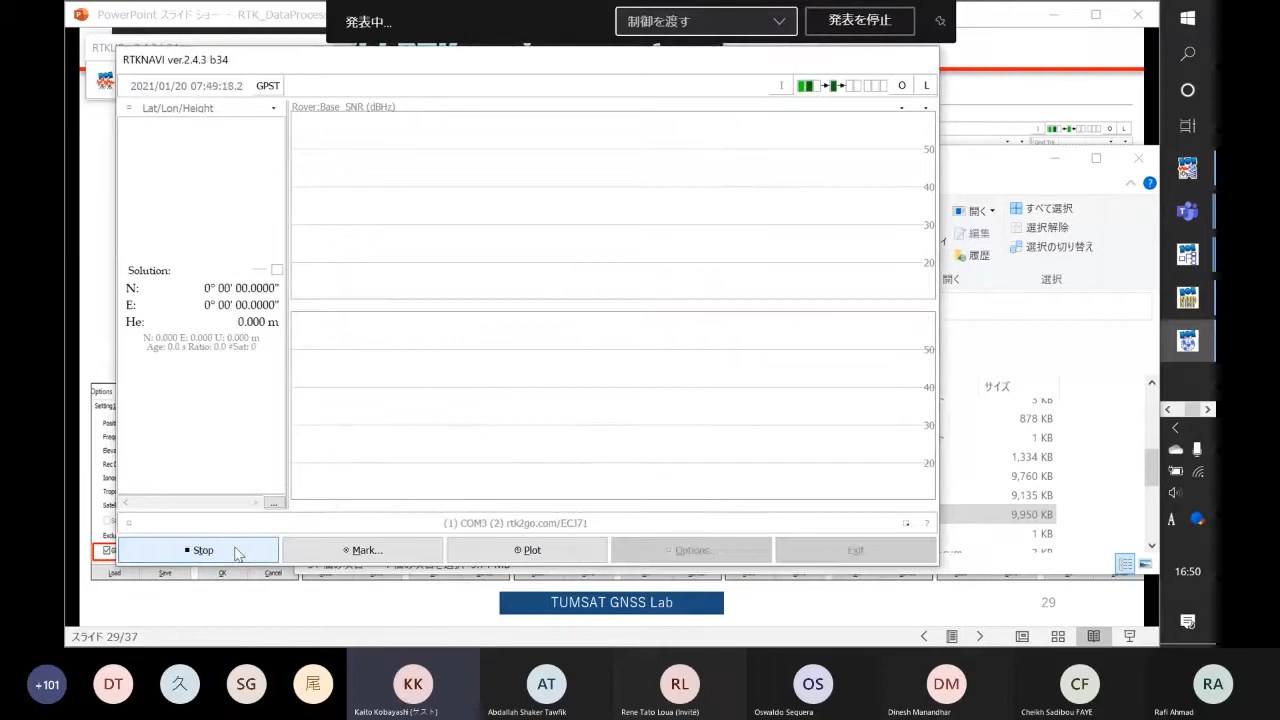 PowerPoint スライド ショー - RTK_DataProces
発表中...
制御を渡す
発表を停止
RTKNAVI ver.2.4.3 b34
2021/01/20 07:49:18.2 GPST
I
O
L
Lat/Lon/Height
Rover:Base SNR (dBHz)
50
40
30
20
Solution:
N: 0° 00' 00.0000"
E: 0° 00' 00.0000"
He: 0.000 m
N: 0.000 E: 0.000 U: 0.000 m
Age: 0.0 s Ratio: 0.0 #Sat: 0
50
40
30
20
...
(1) COM3 (2) rtk2go.com/ECJ71
?
Stop
Mark...
Plot
Options...
Exit
開く
編集
履歴
開く
すべて選択
選択解除
選択の切り替え
選択
サイズ
3 KB
878 KB
1 KB
1,334 KB
9,760 KB
9,135 KB
9,950 KB
Options
Load
Save
OK
Cancel
TUMSAT GNSS Lab
29
スライド 29/37
A
16:50
+101
DT
久
SG
尾
KK
Kaito Kobayashi (ゲスト)
AT
Abdallah Shaker Tawfik
RL
Rene Tato Loua (Invité)
OS
Oswaldo Sequera
DM
Dinesh Manandhar
CF
Cheikh Sadibou FAYE
RA
Rafi Ahmad